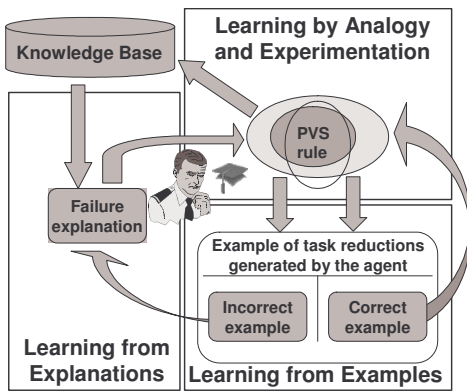 Learning by Analogy
and Experimentation
Knowledge Base
PVS
rule
Failure
explanation
Example of task reductions
generated by the agent
Incorrect
example
Correct
example
Learning from
Explanations
Learning from Examples